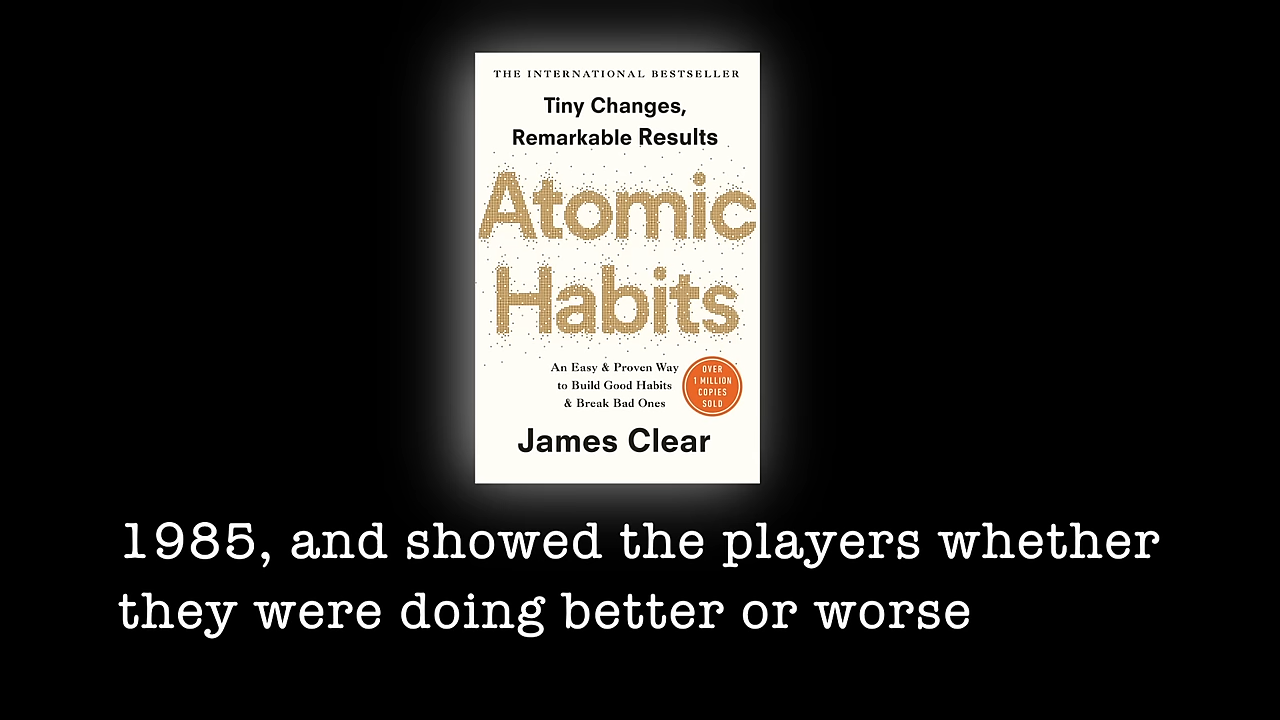 THE INTERNATIONAL BESTSELLER
Tiny Changes,
Remarkable Results
Atomic
Habits
An Easy & Proven Way
to Build Good Habits
& Break Bad Ones
OVER
1 MILLION
COPIES
SOLD
James Clear
1985, and showed the players whether
they were doing better or worse